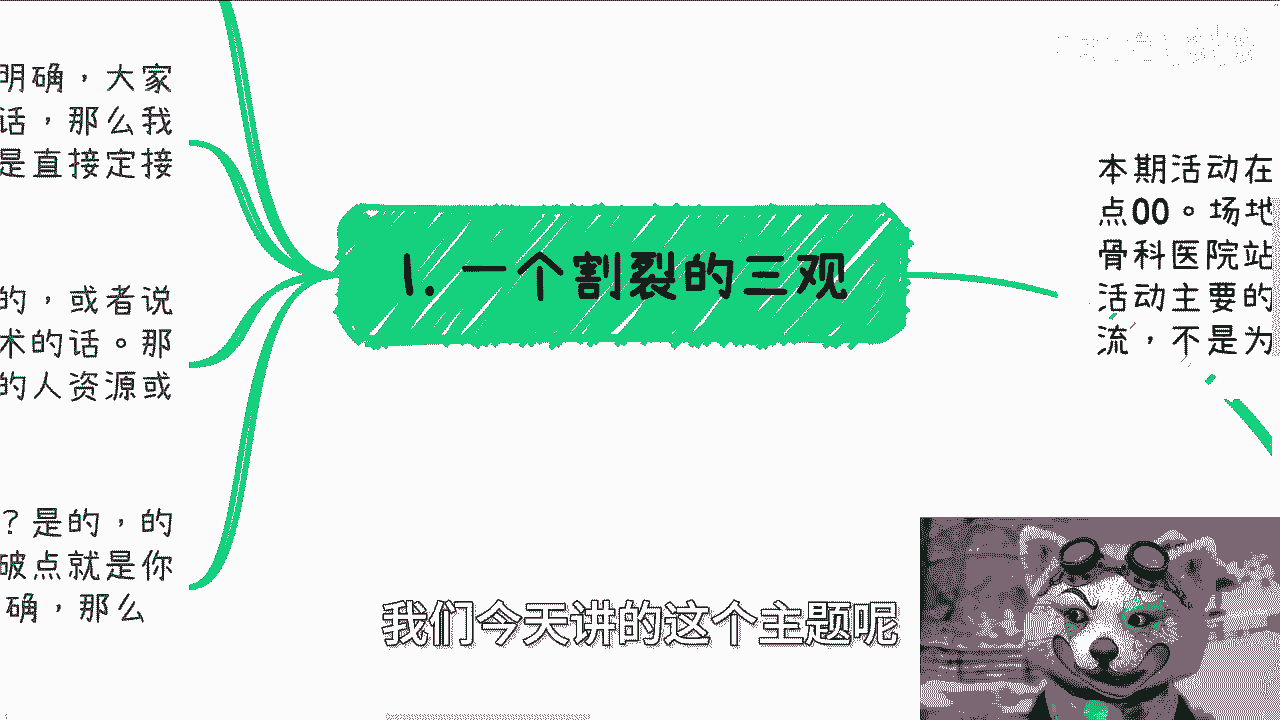 明确，大家
话，那么我
是直接定接
的，或者说
术的话。那
的人资源或
？是的，的
破点就是你
确，那么
1. 一个割裂的三观
本期活动在
点00。场地
骨科医院站
活动主要的
流，不是为
我们今天讲的这个主题呢